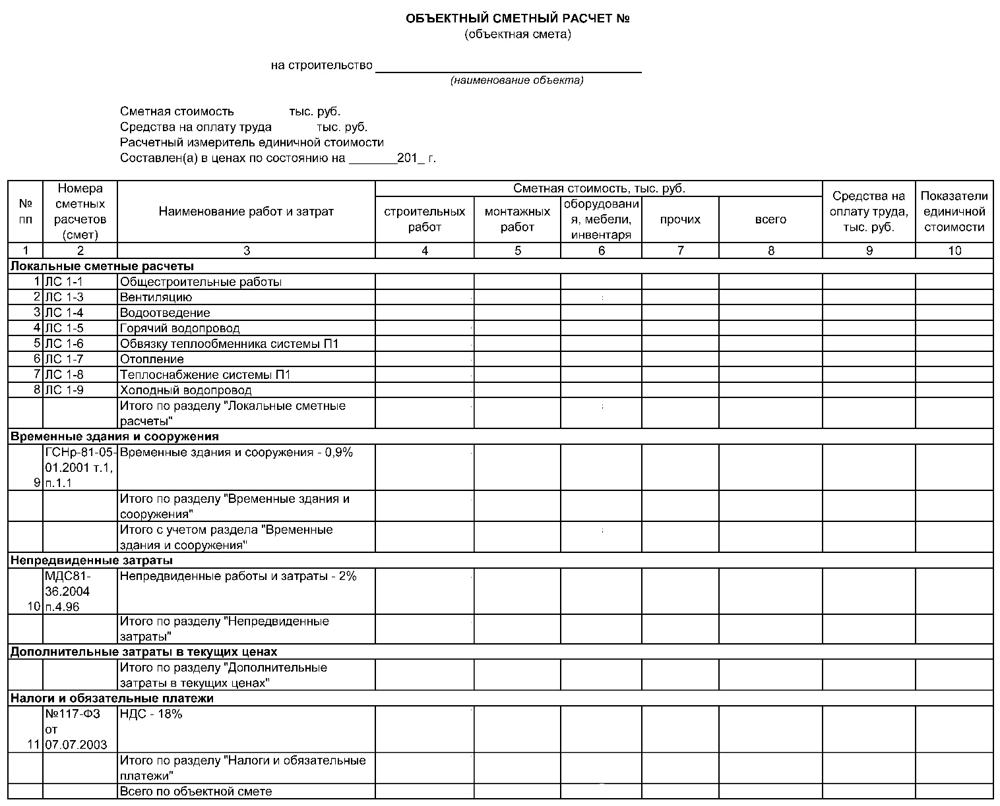 ОБЪЕКТНЫЙ СМЕТНЫЙ РАСЧЕТ №
(объектная смета)
на строительство
(наименование объекта)
Сметная стоимость тыс. руб.
Средства на оплату труда тыс. руб.
Расчетный измеритель единичной стоимости
Составлен(а) в ценах по состоянию на _______201_ г.
№ пп
Номера сметных расчетов (смет)
Наименование работ и затрат
Сметная стоимость, тыс. руб.
строительных работ
монтажных работ
оборудовани я, мебели, инвентаря
прочих
всего
Средства на оплату труда, тыс. руб.
Показатели единичной стоимости
1 2 3 4 5 6 7 8 9 10
Локальные сметные расчеты
1 ЛС 1-1 Общестроительные работы
2 ЛС 1-3 Вентиляцию
3 ЛС 1-4 Водоотведение
4 ЛС 1-5 Горячий водопровод
5 ЛС 1-6 Обвязку теплообменника системы П1
6 ЛС 1-7 Отопление
7 ЛС 1-8 Теплоснабжение системы П1
8 ЛС 1-9 Холодный водопровод
Итого по разделу "Локальные сметные
расчеты"
Временные здания и сооружения
ГСНр-81-05- Временные здания и сооружения - 0,9%
01.2001 т.1,
9 п.1.1
Итого по разделу "Временные здания и
сооружения"
Итого с учетом раздела "Временные
здания и сооружения"
Непредвиденные затраты
МДС81- Непредвиденные работы и затраты - 2%
36.2004
10 п.4.96
Итого по разделу "Непредвиденные
затраты"
Дополнительные затраты в текущих ценах
Итого по разделу "Дополнительные
затраты в текущих ценах"
Налоги и обязательные платежи
№117-ФЗ НДС - 18%
от
11 07.07.2003
Итого по разделу "Налоги и обязательные
платежи"
Всего по объектной смете